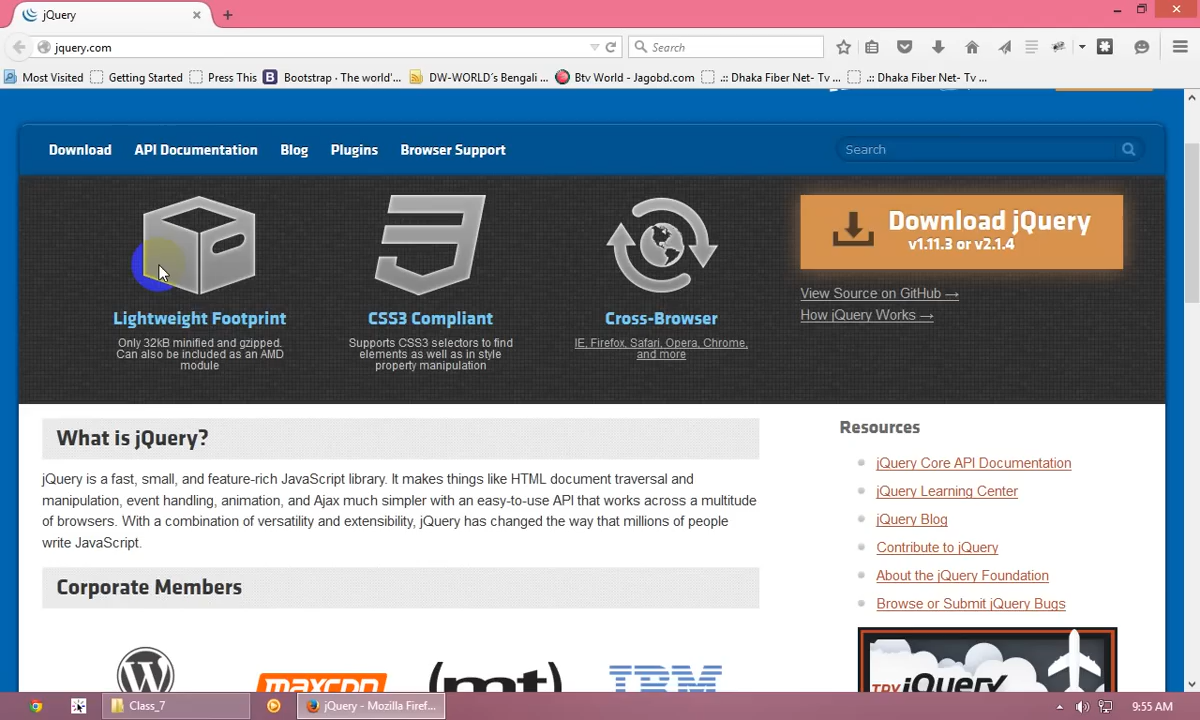 jQuery
jquery.com
Search
Most Visited Getting Started Press This Bootstrap · The world'... DW-WORLD's Bengali ... Btv World - Jagobd.com .:: Dhaka Fiber Net- Tv ... .:: Dhaka Fiber Net- Tv ...
Download API Documentation Blog Plugins Browser Support Search
Download jQuery
v1.11.3 or v2.1.4
View Source on GitHub →
How jQuery Works →
Lightweight Footprint
Only 32kB minified and gzipped.
Can also be included as an AMD
module
CSS3 Compliant
Supports CSS3 selectors to find
elements as well as in style
property manipulation
Cross-Browser
IE, Firefox, Safari, Opera, Chrome,
and more
What is jQuery?
jQuery is a fast, small, and feature-rich JavaScript library. It makes things like HTML document traversal and
manipulation, event handling, animation, and Ajax much simpler with an easy-to-use API that works across a multitude
of browsers. With a combination of versatility and extensibility, jQuery has changed the way that millions of people
write JavaScript.
Corporate Members
maxcdn
(mt)
IBM
Resources
jQuery Core API Documentation
jQuery Learning Center
jQuery Blog
Contribute to jQuery
About the jQuery Foundation
Browse or Submit jQuery Bugs
TRY jQuery
Class_7
jQuery - Mozilla Firef...
9:55 AM